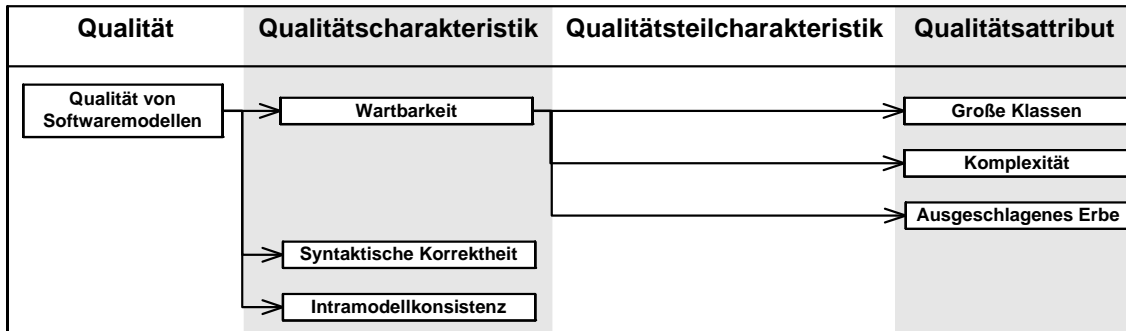 Qualität
Qualitätscharakteristik
Qualitätsteilcharakteristik
Qualitätsattribut
Qualität von
Softwaremodellen
Wartbarkeit
Große Klassen
Komplexität
Ausgeschlagenes Erbe
Syntaktische Korrektheit
Intramodellkonsistenz